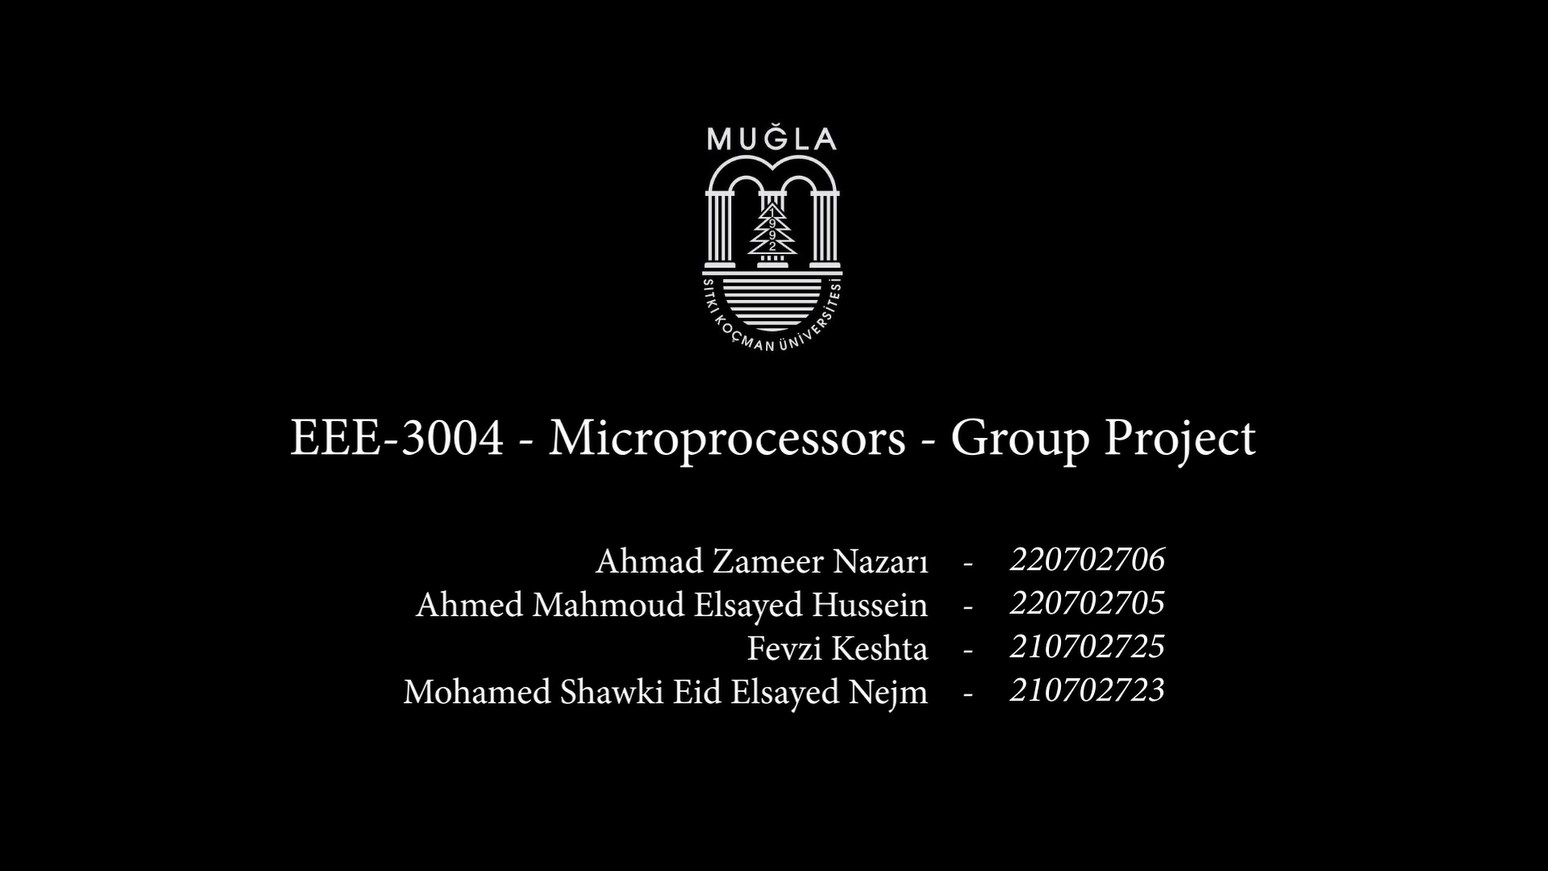 MUĞLA
1992
SITKI KOÇMAN ÜNİVERSİTESİ
EEE-3004 - Microprocessors - Group Project
Ahmad Zameer Nazarı - 220702706
Ahmed Mahmoud Elsayed Hussein - 220702705
Fevzi Keshta - 210702725
Mohamed Shawki Eid Elsayed Nejm - 210702723